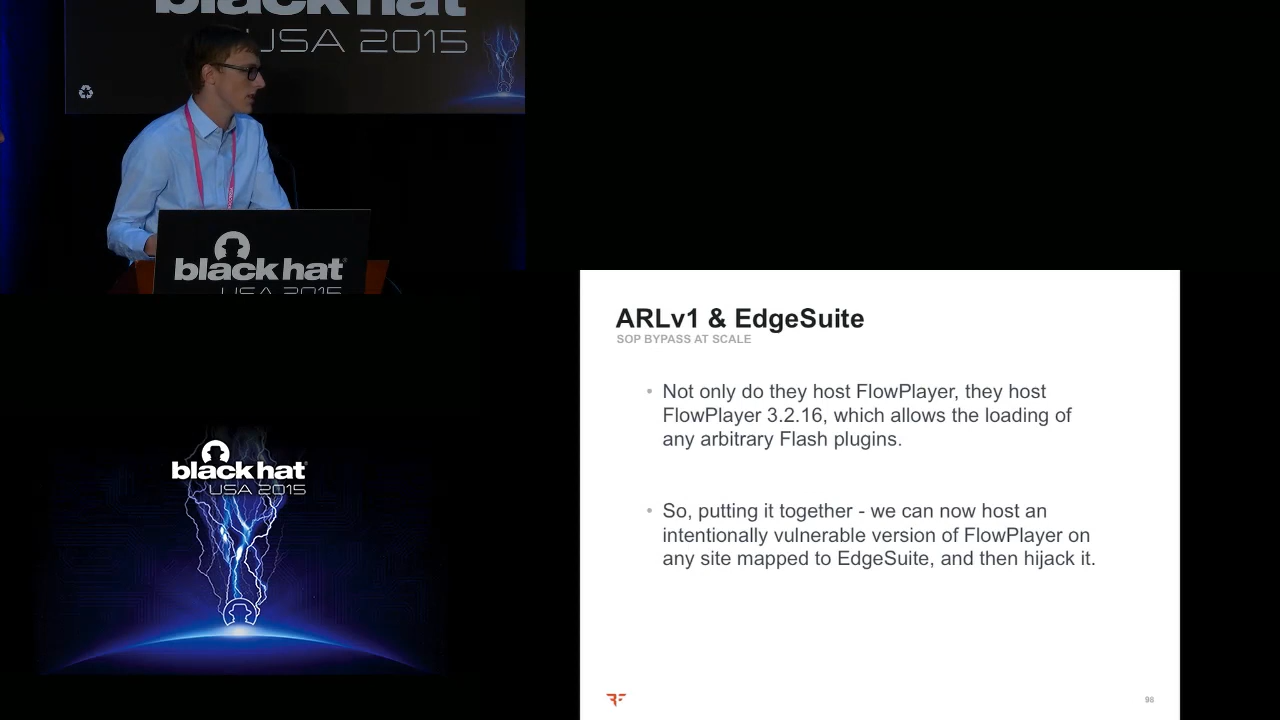 black hat
USA 2015
black hat
USA 2015
ARLv1 & EdgeSuite
SOP BYPASS AT SCALE
• Not only do they host FlowPlayer, they host
FlowPlayer 3.2.16, which allows the loading of
any arbitrary Flash plugins.
• So, putting it together - we can now host an
intentionally vulnerable version of FlowPlayer on
any site mapped to EdgeSuite, and then hijack it.
black hat
USA 2015
98